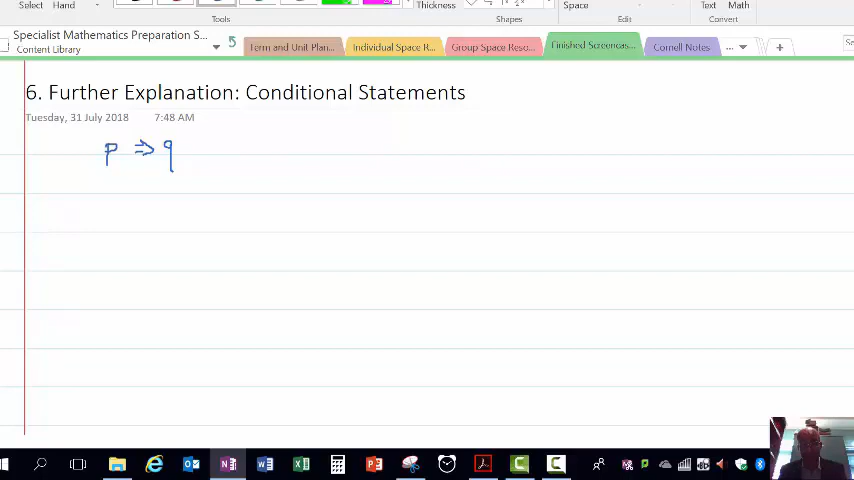 Select
Hand
Thickness
Space
Text
Math
Tools
Shapes
Edit
Convert
Specialist Mathematics Preparation S...
Content Library
Term and Unit Plan...
Individual Space R...
Group Space Reso...
Finished Screencas...
Cornell Notes
...
6. Further Explanation: Conditional Statements
Tuesday, 31 July 2018 7:48 AM
p ⇒ q